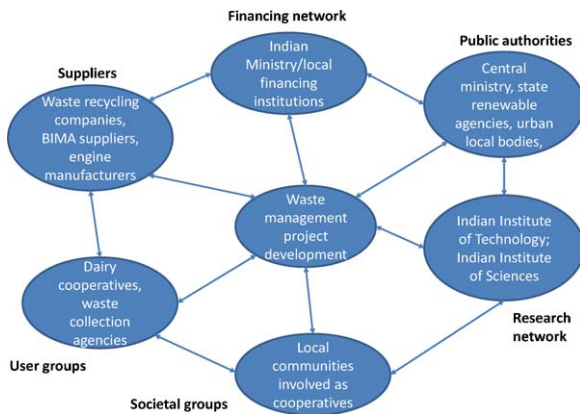 Financing network
Indian
Ministry/local
financing
institutions
Public authorities
Central
ministry, state
renewable
agencies, urban
local bodies,
Suppliers
Waste recycling
companies,
BIMA suppliers,
engine
manufacturers
Waste
management
project
development
Indian Institute
of Technology;
Indian Institute
of Sciences
Research
network
Dairy
cooperatives,
waste
collection
agencies
User groups
Local
communities
involved as
cooperatives
Societal groups